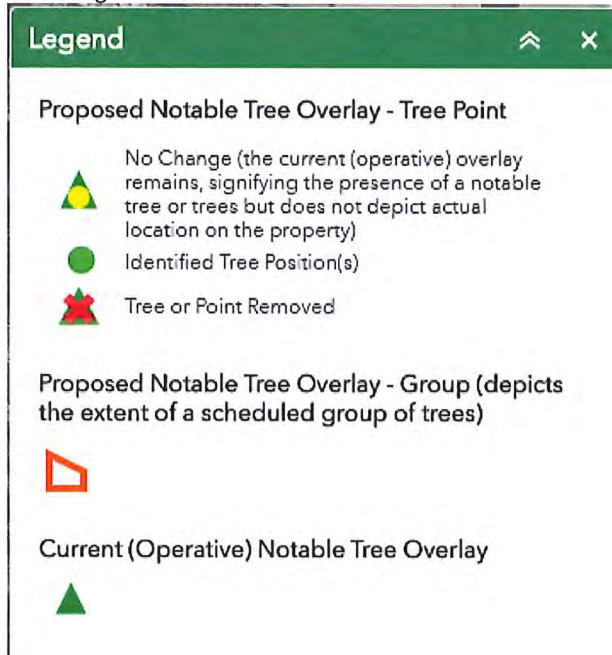 Legend
Proposed Notable Tree Overlay - Tree Point
No Change (the current (operative) overlay
remains, signifying the presence of a notable
tree or trees but does not depict actual
location on the property)
Identified Tree Position(s)
Tree or Point Removed
Proposed Notable Tree Overlay - Group (depicts
the extent of a scheduled group of trees)
Current (Operative) Notable Tree Overlay